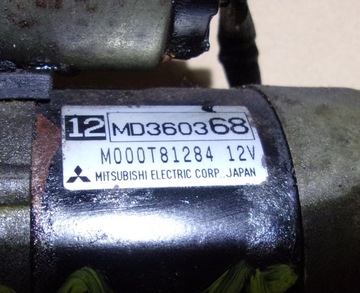 12 MD360368
M000T81284 12V
MITSUBISHI ELECTRIC CORP. JAPAN